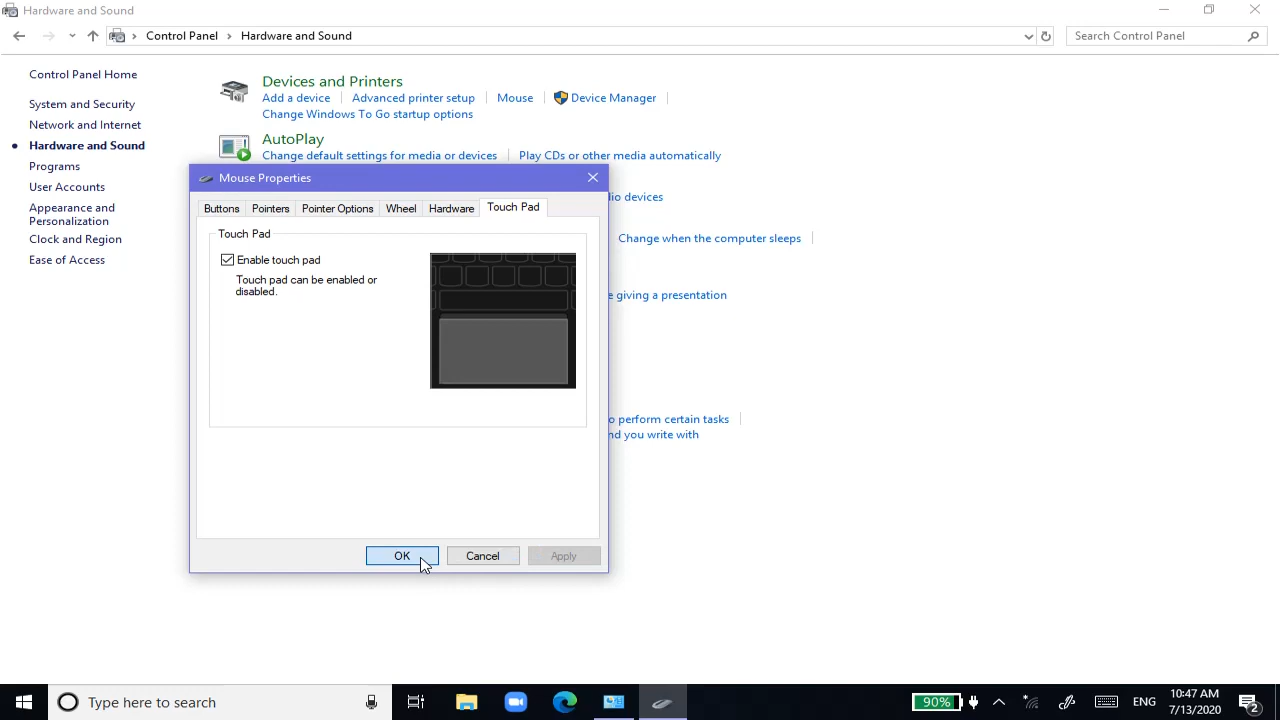 Hardware and Sound
Control Panel
Hardware and Sound
Search Control Panel
Control Panel Home
System and Security
Network and Internet
Hardware and Sound
Programs
User Accounts
Appearance and
Personalization
Clock and Region
Ease of Access
Devices and Printers
Add a device
Advanced printer setup
Mouse
Device Manager
Change Windows To Go startup options
AutoPlay
Change default settings for media or devices
Play CDs or other media automatically
devices
Change when the computer sleeps
giving a presentation
to perform certain tasks
you write with
Mouse Properties
Buttons
Pointers
Pointer Options
Wheel
Hardware
Touch Pad
Touch Pad
Enable touch pad
Touch pad can be enabled or
disabled.
OK
Cancel
Apply
Type here to search
90%
ENG
10:47 AM
7/13/2020
2